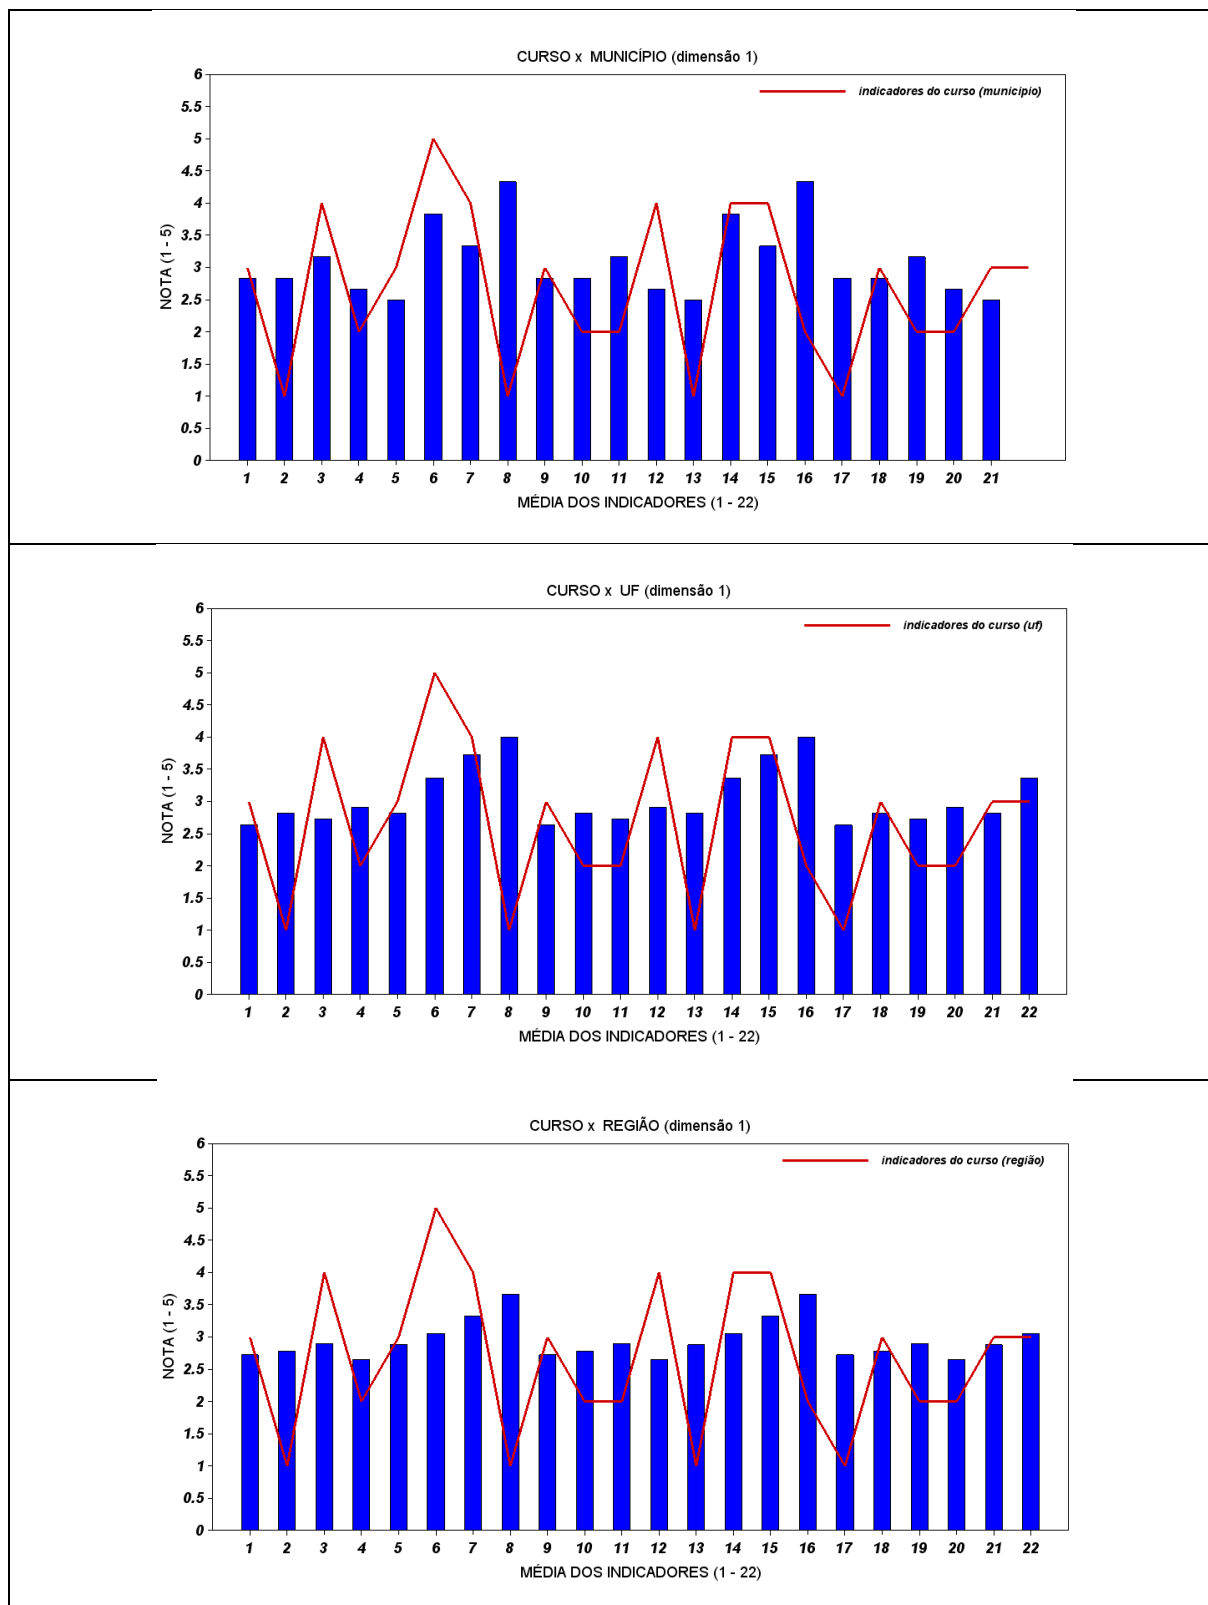 CURSO x MUNICÍPIO (dimensão 1)
indicadores do curso (município)
NOTA (1 - 5)
6
5.5
5
4.5
4
3.5
3
2.5
2
1.5
1
0.5
0
1 2 3 4 5 6 7 8 9 10 11 12 13 14 15 16 17 18 19 20 21
MÉDIA DOS INDICADORES (1 - 22)
CURSO x UF (dimensão 1)
indicadores do curso (uf)
NOTA (1 - 5)
6
5.5
5
4.5
4
3.5
3
2.5
2
1.5
1
0.5
0
1 2 3 4 5 6 7 8 9 10 11 12 13 14 15 16 17 18 19 20 21 22
MÉDIA DOS INDICADORES (1 - 22)
CURSO x REGIÃO (dimensão 1)
indicadores do curso (região)
NOTA (1 - 5)
6
5.5
5
4.5
4
3.5
3
2.5
2
1.5
1
0.5
0
1 2 3 4 5 6 7 8 9 10 11 12 13 14 15 16 17 18 19 20 21 22
MÉDIA DOS INDICADORES (1 - 22)